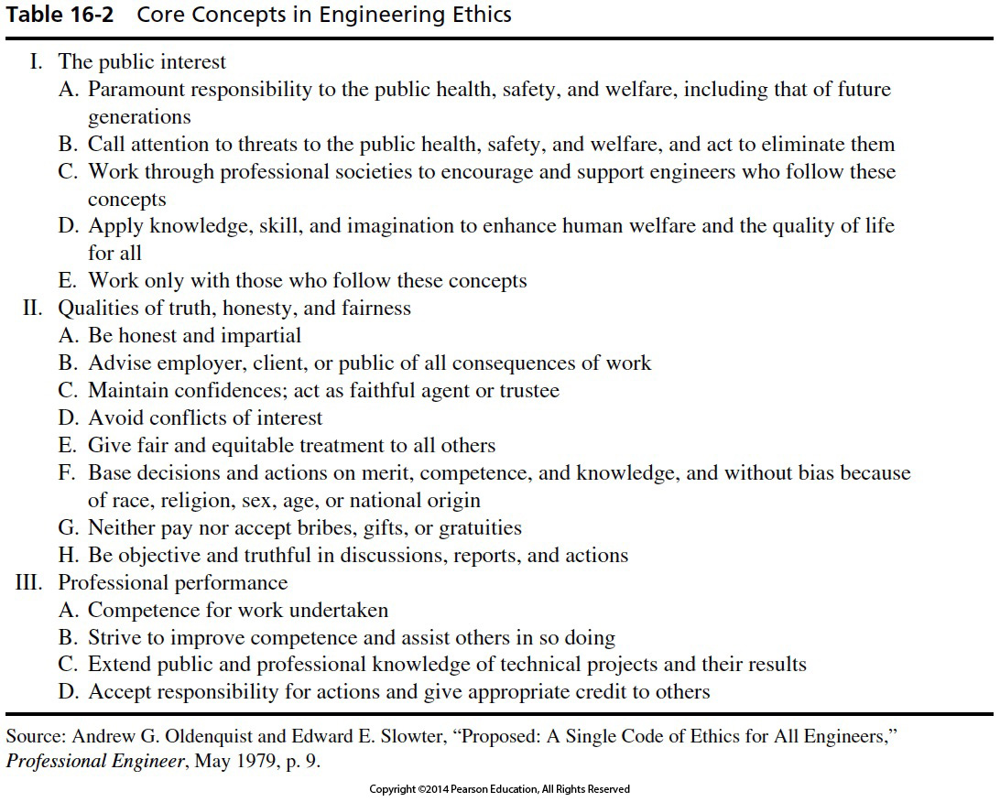 Table 16-2 Core Concepts in Engineering Ethics
I. The public interest
A. Paramount responsibility to the public health, safety, and welfare, including that of future
generations
B. Call attention to threats to the public health, safety, and welfare, and act to eliminate them
C. Work through professional societies to encourage and support engineers who follow these
concepts
D. Apply knowledge, skill, and imagination to enhance human welfare and the quality of life
for all
E. Work only with those who follow these concepts
II. Qualities of truth, honesty, and fairness
A. Be honest and impartial
B. Advise employer, client, or public of all consequences of work
C. Maintain confidences; act as faithful agent or trustee
D. Avoid conflicts of interest
E. Give fair and equitable treatment to all others
F. Base decisions and actions on merit, competence, and knowledge, and without bias because
of race, religion, sex, age, or national origin
G. Neither pay nor accept bribes, gifts, or gratuities
H. Be objective and truthful in discussions, reports, and actions
III. Professional performance
A. Competence for work undertaken
B. Strive to improve competence and assist others in so doing
C. Extend public and professional knowledge of technical projects and their results
D. Accept responsibility for actions and give appropriate credit to others
Source: Andrew G. Oldenquist and Edward E. Slowter, “Proposed: A Single Code of Ethics for All Engineers,”
Professional Engineer, May 1979, p. 9.
Copyright ©2014 Pearson Education, All Rights Reserved